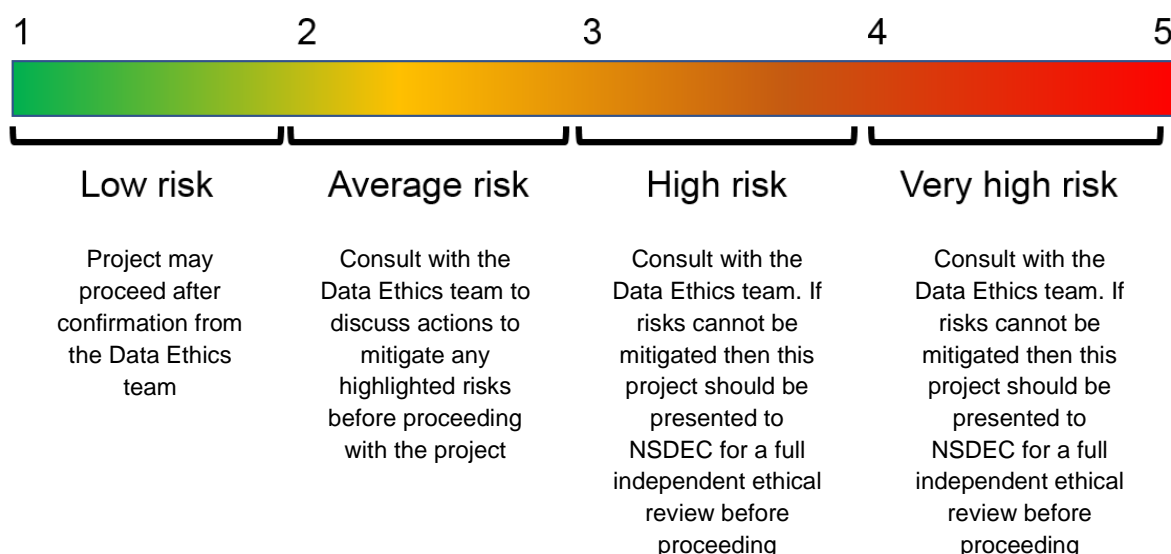 1 2 3 4 5
Low risk
Project may
proceed after
confirmation from
the Data Ethics
team
Average risk
Consult with the
Data Ethics team to
discuss actions to
mitigate any
highlighted risks
before proceeding
with the project
High risk
Consult with the
Data Ethics team. If
risks cannot be
mitigated then this
project should be
presented to
NSDEC for a full
independent ethical
review before
proceeding
Very high risk
Consult with the
Data Ethics team. If
risks cannot be
mitigated then this
project should be
presented to
NSDEC for a full
independent ethical
review before
proceeding